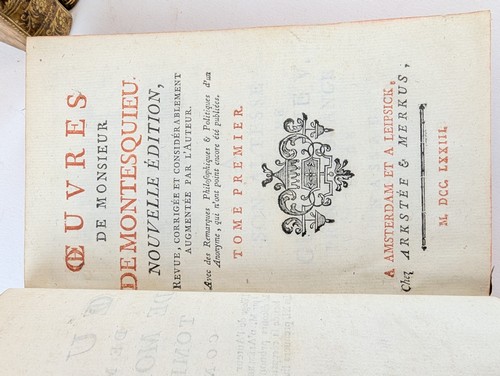 ŒUVRES
DE MONSIEUR
DE MONTESQUIEU.
NOUVELLE ÉDITION,
REVUE, CORRIGÉE ET CONSIDÉRABLEMENT
AUGMENTÉE PAR L'AUTEUR.
Avec des Remarques Philosophiques & Politiques d'un
Anonyme, qui n'ont point encore été publiées.
TOME PREMIER.
A AMSTERDAM ET A LEIPSICK,
Chez ARKSTÉE & MERKUS,
M. DCC. LXXIII.